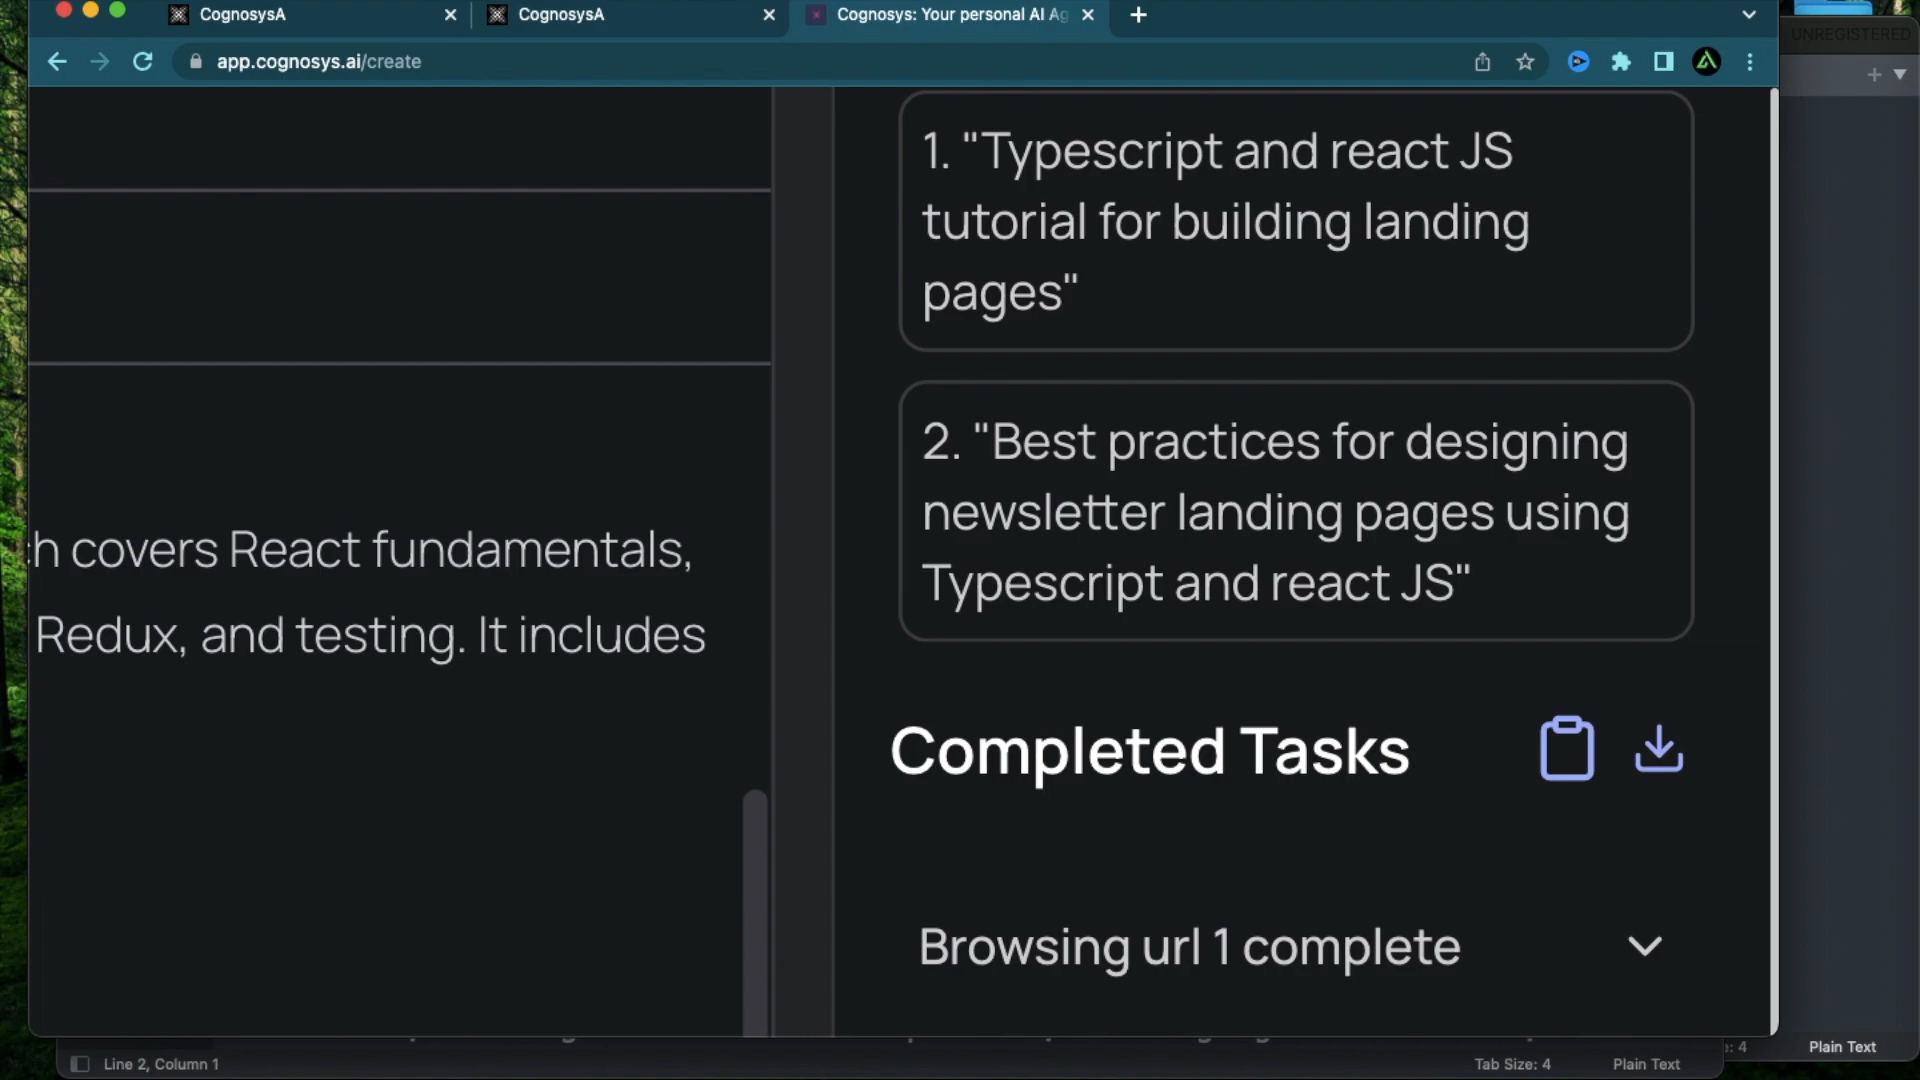 CognosysA
CognosysA
Cognosys: Your personal AI Ag
UNREGISTERED
app.cognosys.ai/create
1. "Typescript and react JS
tutorial for building landing
pages"
2. "Best practices for designing
newsletter landing pages using
Typescript and react JS"
h covers React fundamentals,
Redux, and testing. It includes
Completed Tasks
Browsing url 1 complete
: 4
Plain Text
Line 2, Column 1
Tab Size: 4
Plain Text